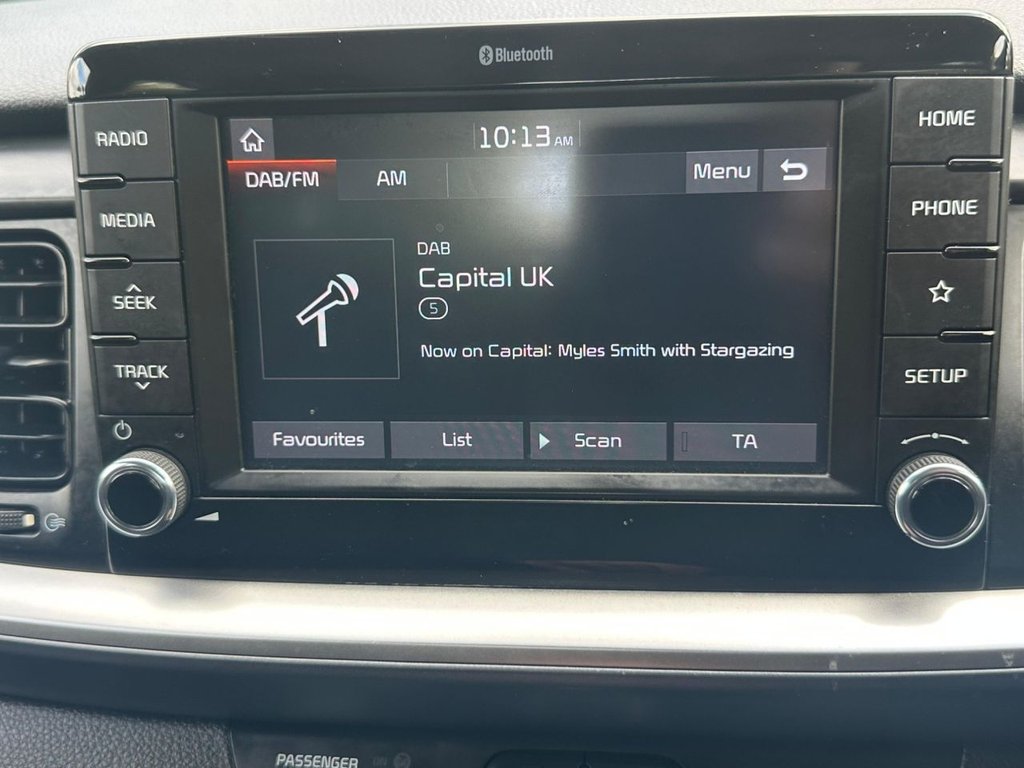 Bluetooth
RADIO
MEDIA
SEEK
TRACK
10:13 AM
DAB/FM AM Menu
DAB
Capital UK
5
Now on Capital: Myles Smith with Stargazing
Favourites List Scan TA
HOME
PHONE
SETUP
PASSENGER